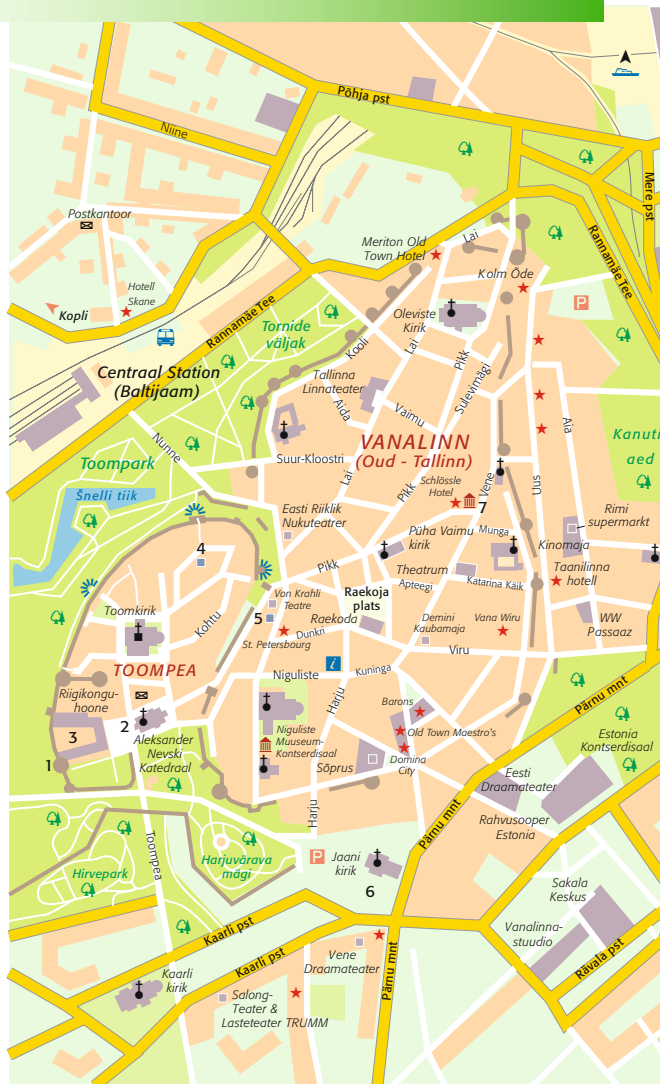 Põhja pst
Niine
Mere pst
Postkantoor
Lai
Meriton Old
Town Hotel
Kolm Õde
Rannamäe Tee
Hotell
Skane
Kopli
Oleviste
Kirik
Tornide
väljak
Rannamäe Tee
Kooli
Lai
Pikk
Centraal Station
(Baltijaam)
Tallinna
Linnateater
Sulevimägi
Aida
Vaimu
Aia
VANALINN
(Oud - Tallinn)
Kanuti
aed
Nunne
Suur-Kloostri
Toompark
Lai
Pikk
Schlössle
Hotel
Vene
Uus
Šnelli tiik
7
Easti Riiklik
Nukuteatrer
Rimi
supermarkt
Püha Vaimu
kirik
Munga
Kinomaja
4
Pikk
Theatrum
Apteegi
Katarina Käik
Taanilinna
hotell
Von Krahli
Teatre
Raekoja
plats
Toomkirik
Kohtu
5
Raekoda
Dunkri
St. Petersbourg
Demini
Kaubamaja
Vana Wiru
WW
Passaaz
Viru
TOOMPEA
i
Niguliste
Kuninga
Riigikongu-
hoone
Harju
Barons
Pärnu mnt
2
3
Aleksander
Nevski
Katedraal
Niguliste
Muuseum-
Kontserdisaal
Old Town Maestro's
Estonia
Kontserdisaal
1
Sõprus
Domina
City
Eesti
Draamateater
Harju
Pärnu mnt
Rahvusooper
Estonia
Toompea
Hirvepark
Harjuvärava
mägi
P
P
Jaani
kirik
6
Sakala
Keskus
Kaarli pst
Vanalinna-
stuudio
Kaarli pst
Vene
Draamateater
Pärnu mnt
Rävala pst
Kaarli
kirik
Salong-
Teater &
Lasteteater TRUMM